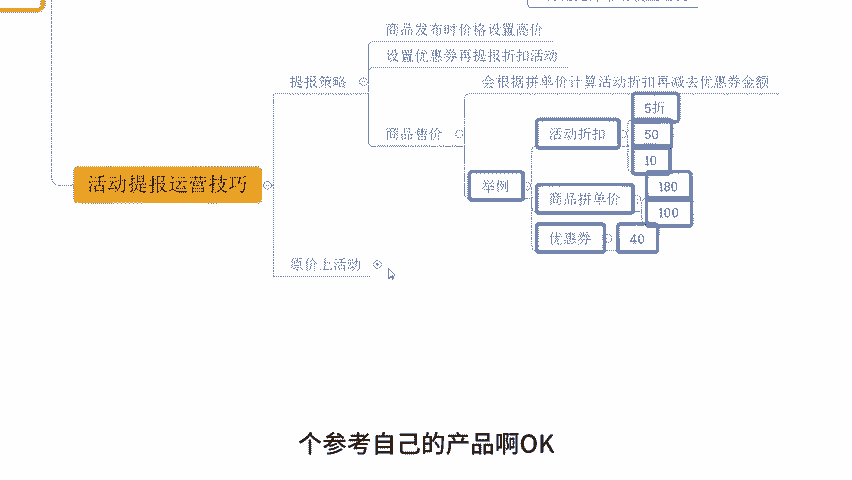 商品发布时价格设置高价
设置优惠券再提报折扣活动
提报策略
会根据拼单价计算活动折扣再减去优惠券金额
5折
商品售价
活动折扣
50
10
活动提报运营技巧
举例
180
商品拼单价
100
优惠券
40
原价上活动
个参考自己的产品啊OK